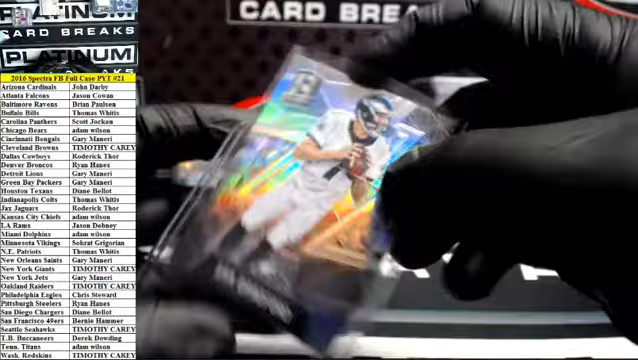 PLATINUM
CARD BREAKS
PLATINUM
CARD BREAKS
2016 Spectra FB Full Case PYT #21
Arizona Cardinals John Darby
Atlanta Falcons Jason Cowan
Baltimore Ravens Brian Paulsen
Buffalo Bills Thomas Whitis
Carolina Panthers Scott Jocken
Chicago Bears adam wilson
Cincinnati Bengals Gary Maneri
Cleveland Browns TIMOTHY CAREY
Dallas Cowboys Roderick Thor
Denver Broncos Ryan Hanes
Detroit Lions Gary Maneri
Green Bay Packers Gary Maneri
Houston Texans Diane Bellot
Indianapolis Colts Thomas Whitis
Jax Jaguars Roderick Thor
Kansas City Chiefs adam wilson
LA Rams Jason Debney
Miami Dolphins adam wilson
Minnesota Vikings Sokrat Grigorian
N.E. Patriots Thomas Whitis
New Orleans Saints Gary Maneri
New York Giants TIMOTHY CAREY
New York Jets Gary Maneri
Oakland Raiders TIMOTHY CAREY
Philadelphia Eagles Chris Steward
Pittsburgh Steelers Ryan Hanes
San Diego Chargers Diane Bellot
San Francisco 49ers Bernie Hammer
Seattle Seahawks TIMOTHY CAREY
T.B. Buccaneers Derek Dowding
Tenn. Titans adam wilson
Wash. Redskins TIMOTHY CAREY